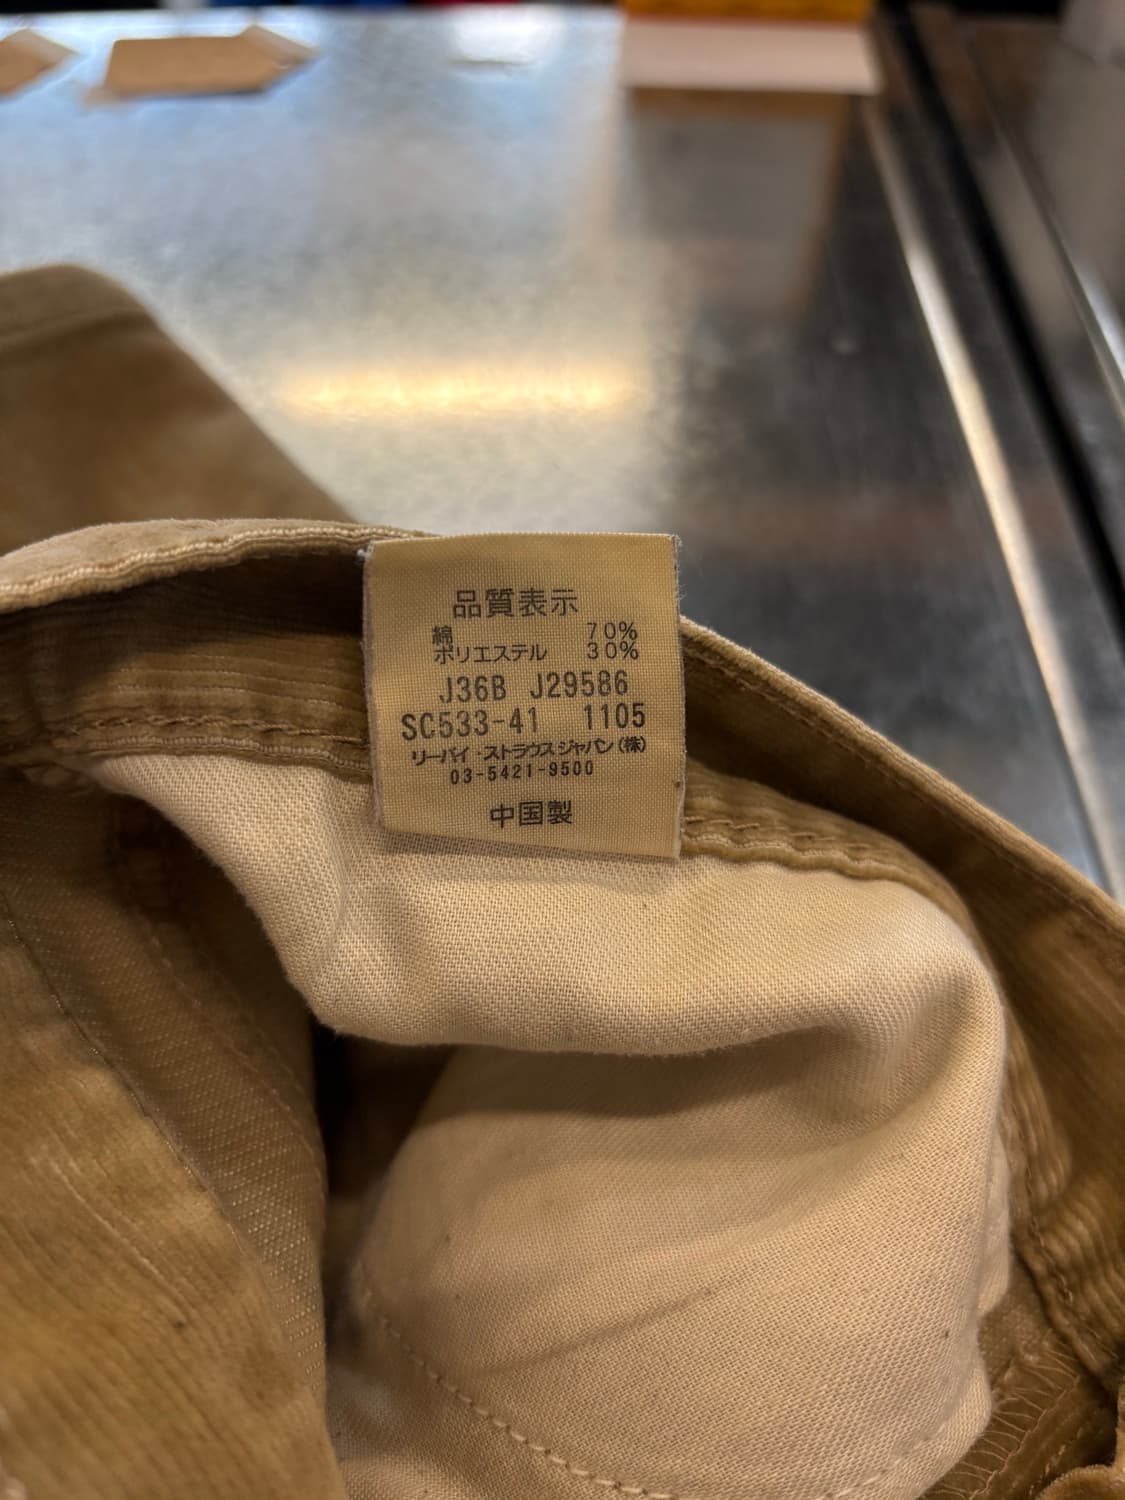 品質表示
綿 70%
ポリエステル 30%
J36B J29586
SC533-41 1105
リーバイ・ストラウス ジャパン(株)
03-5421-9500
中国製